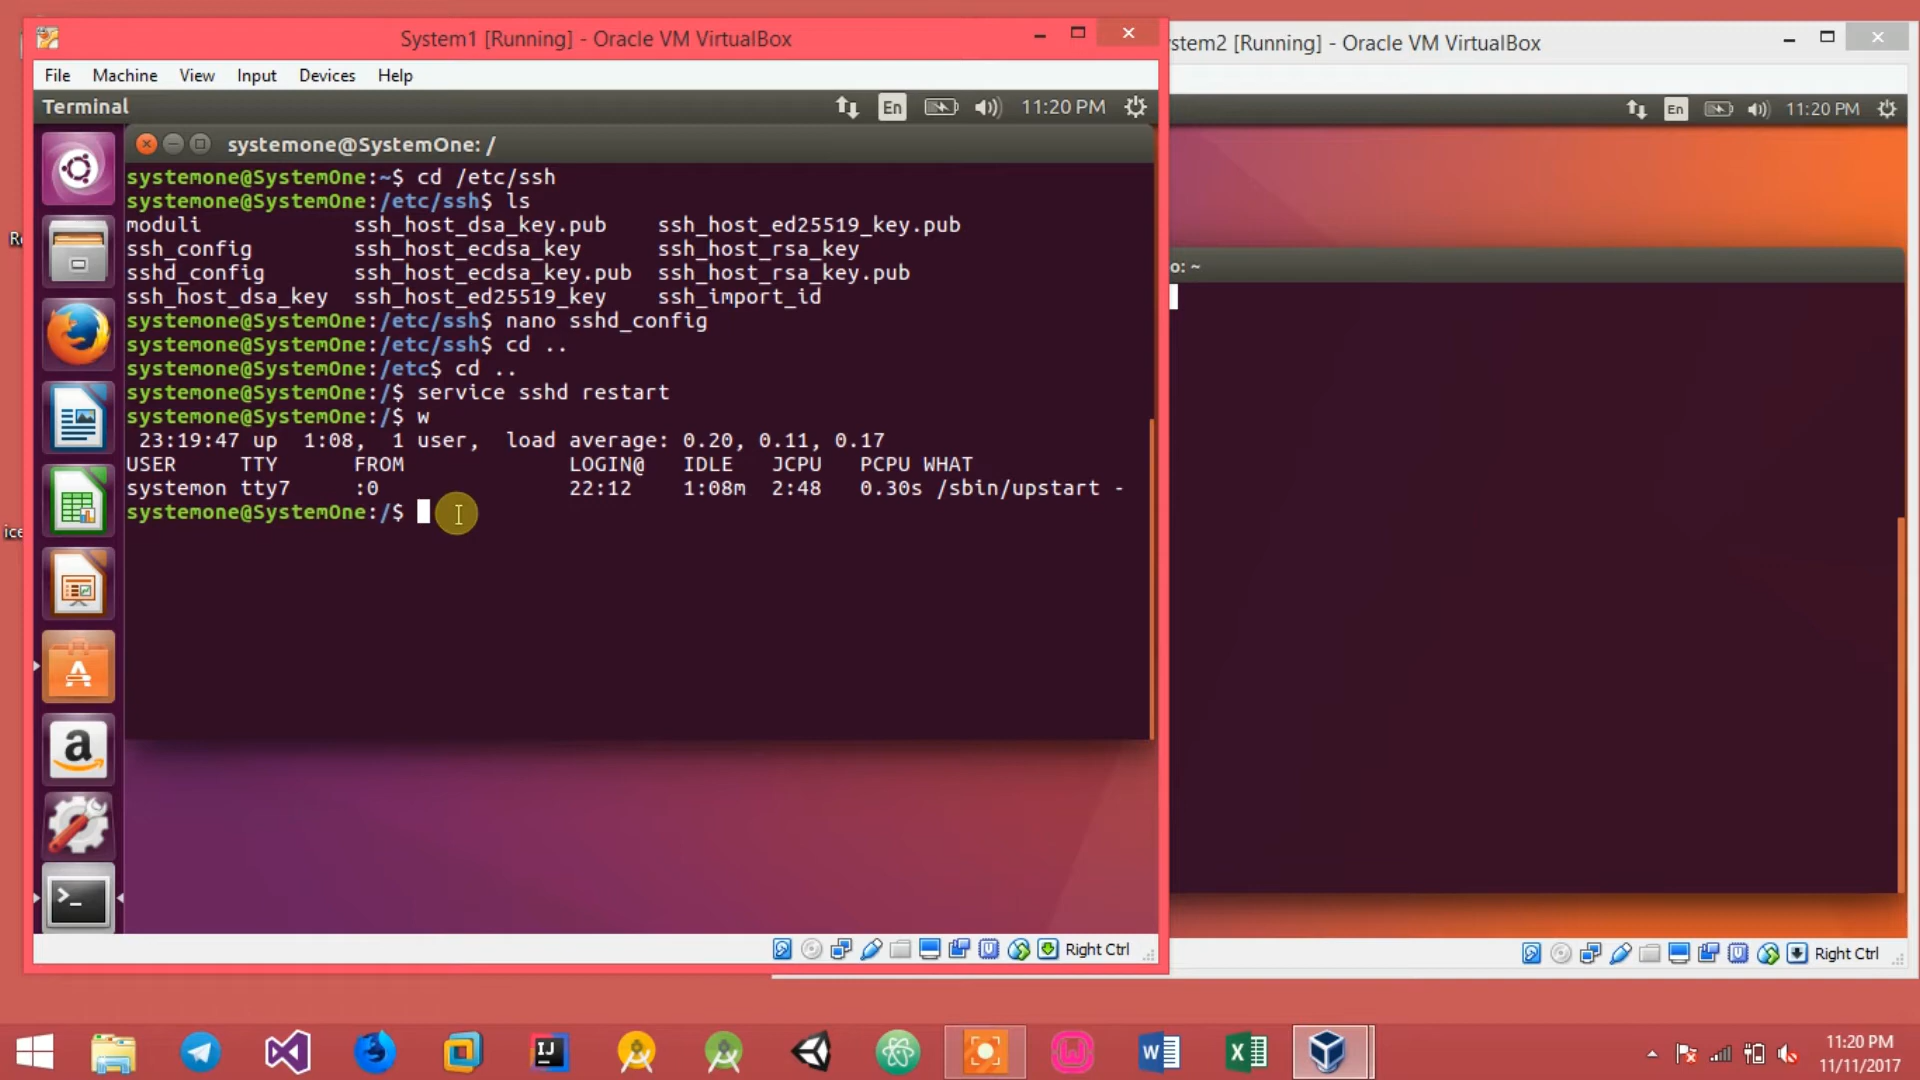 System1 [Running] - Oracle VM VirtualBox
File Machine View Input Devices Help
Terminal
En
11:20 PM
systemone@SystemOne: /
systemone@SystemOne:~$ cd /etc/ssh
systemone@SystemOne:/etc/ssh$ ls
moduli ssh_host_dsa_key.pub ssh_host_ed25519_key.pub
ssh_config ssh_host_ecdsa_key ssh_host_rsa_key
sshd_config ssh_host_ecdsa_key.pub ssh_host_rsa_key.pub
ssh_host_dsa_key ssh_host_ed25519_key ssh_import_id
systemone@SystemOne:/etc/ssh$ nano sshd_config
systemone@SystemOne:/etc/ssh$ cd ..
systemone@SystemOne:/etc$ cd ..
systemone@SystemOne:/$ service sshd restart
systemone@SystemOne:/$ w
23:19:47 up 1:08, 1 user, load average: 0.20, 0.11, 0.17
USER TTY FROM LOGIN@ IDLE JCPU PCPU WHAT
systemon tty7 :0 22:12 1:08m 2:48 0.30s /sbin/upstart -
systemone@SystemOne:/$
Right Ctrl
stem2 [Running] - Oracle VM VirtualBox
En
11:20 PM
o: ~
Right Ctrl
11:20 PM
11/11/2017